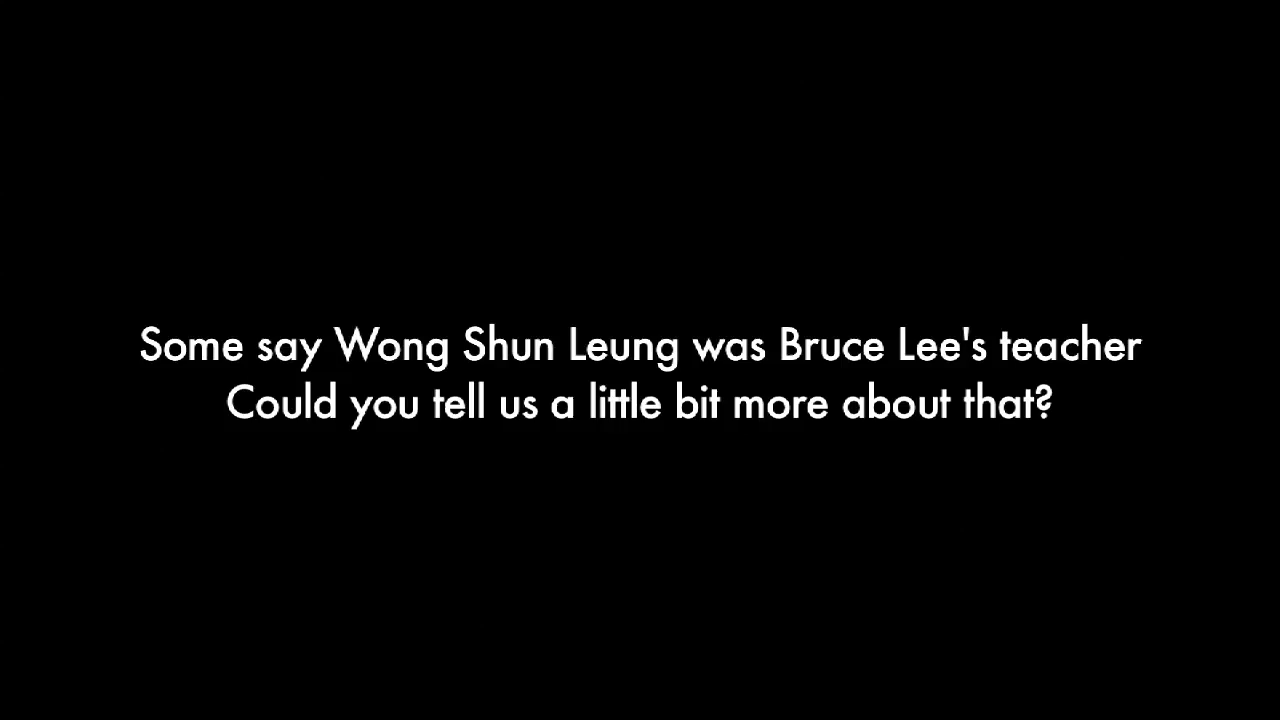 Some say Wong Shun Leung was Bruce Lee's teacher
Could you tell us a little bit more about that?